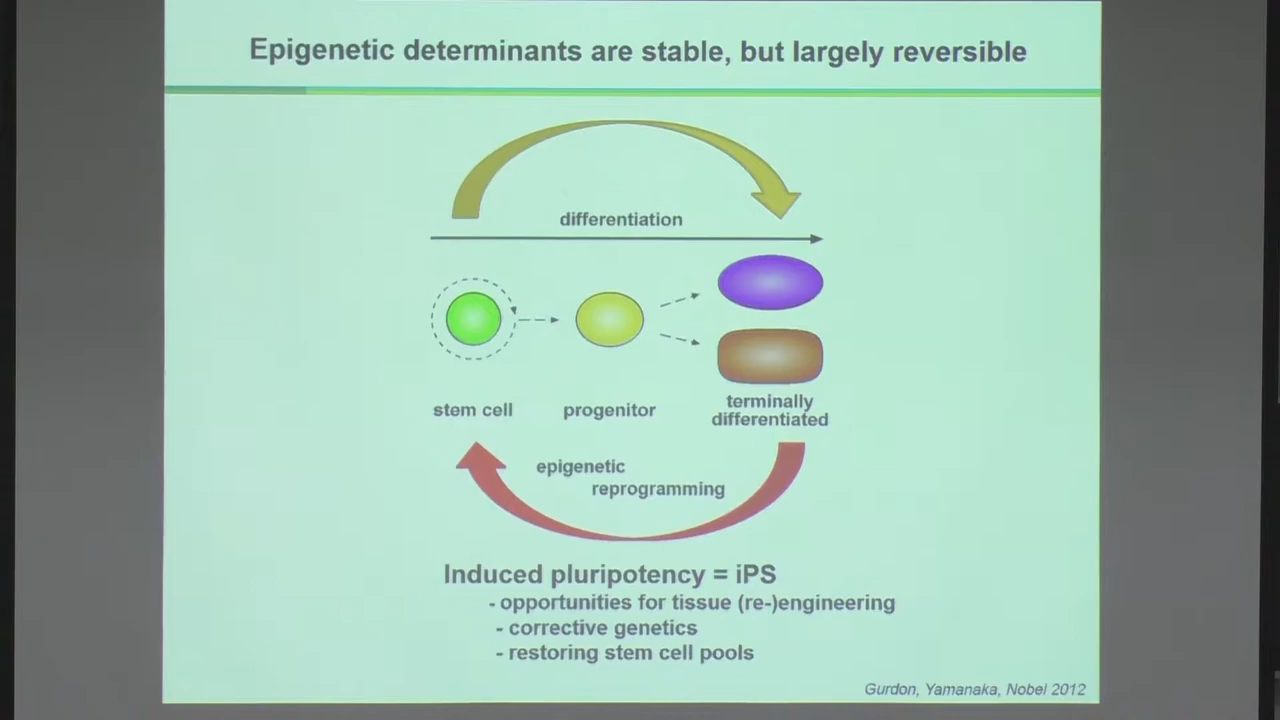 Epigenetic determinants are stable, but largely reversible
differentiation
stem cell
progenitor
terminally
differentiated
epigenetic
reprogramming
Induced pluripotency = iPS
- opportunities for tissue (re-)engineering
- corrective genetics
- restoring stem cell pools
Gurdon, Yamanaka, Nobel 2012